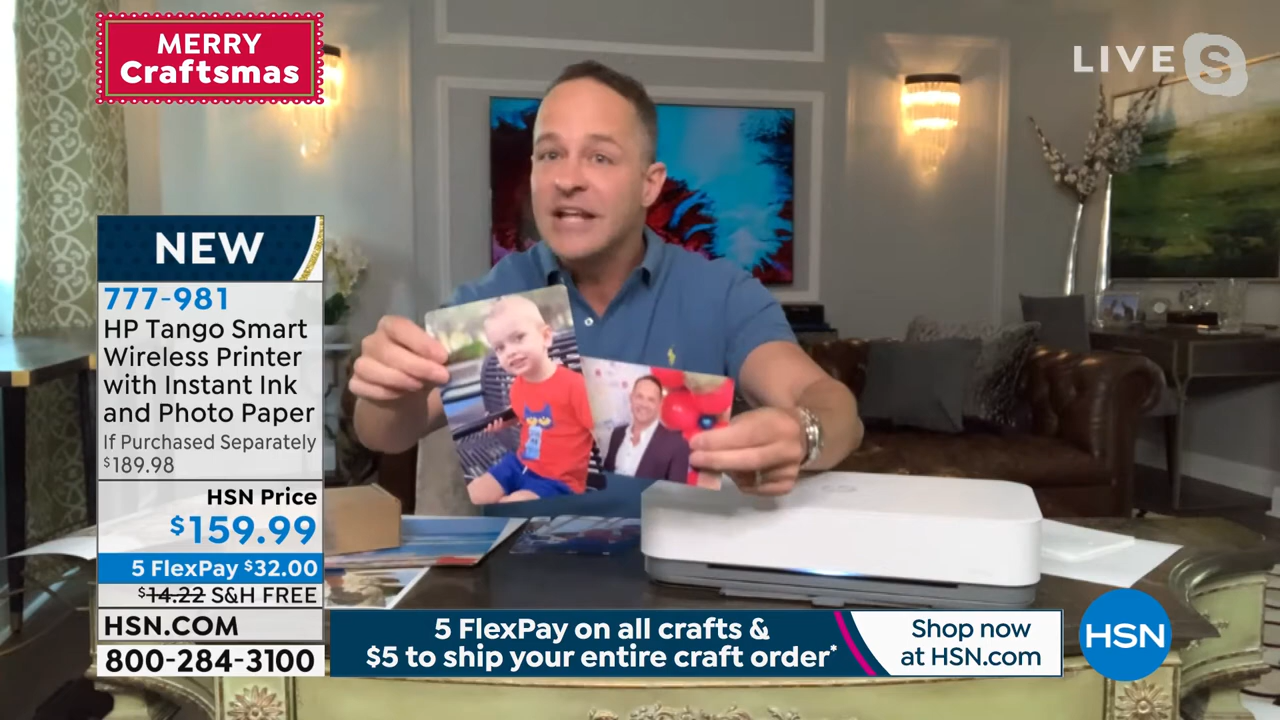 MERRY
Craftsmas
LIVE S
NEW
777-981
HP Tango Smart
Wireless Printer
with Instant Ink
and Photo Paper
If Purchased Separately
$189.98
HSN Price
$159.99
5 FlexPay $32.00
$14.22 S&H FREE
HSN.COM
800-284-3100
5 FlexPay on all crafts &
$5 to ship your entire craft order*
Shop now
at HSN.com
HSN